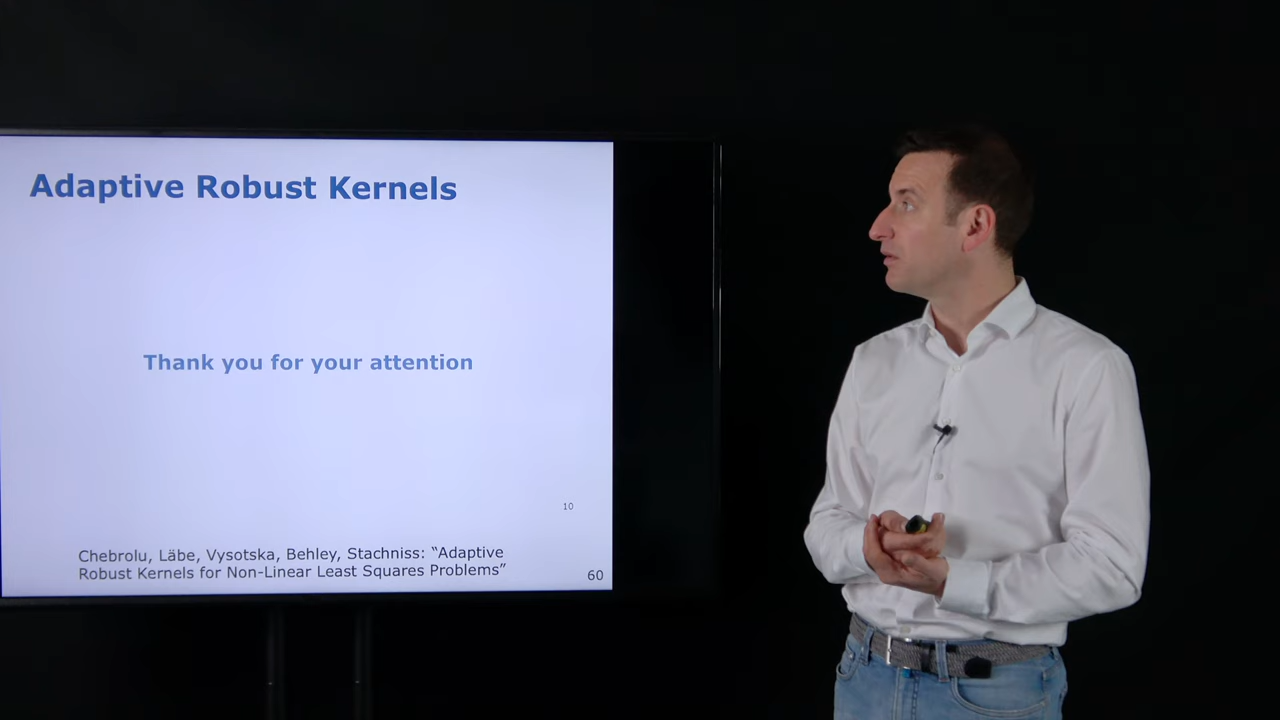 Adaptive Robust Kernels
Thank you for your attention
10
Chebrolu, Läbe, Vysotska, Behley, Stachniss: “Adaptive
Robust Kernels for Non-Linear Least Squares Problems”
60